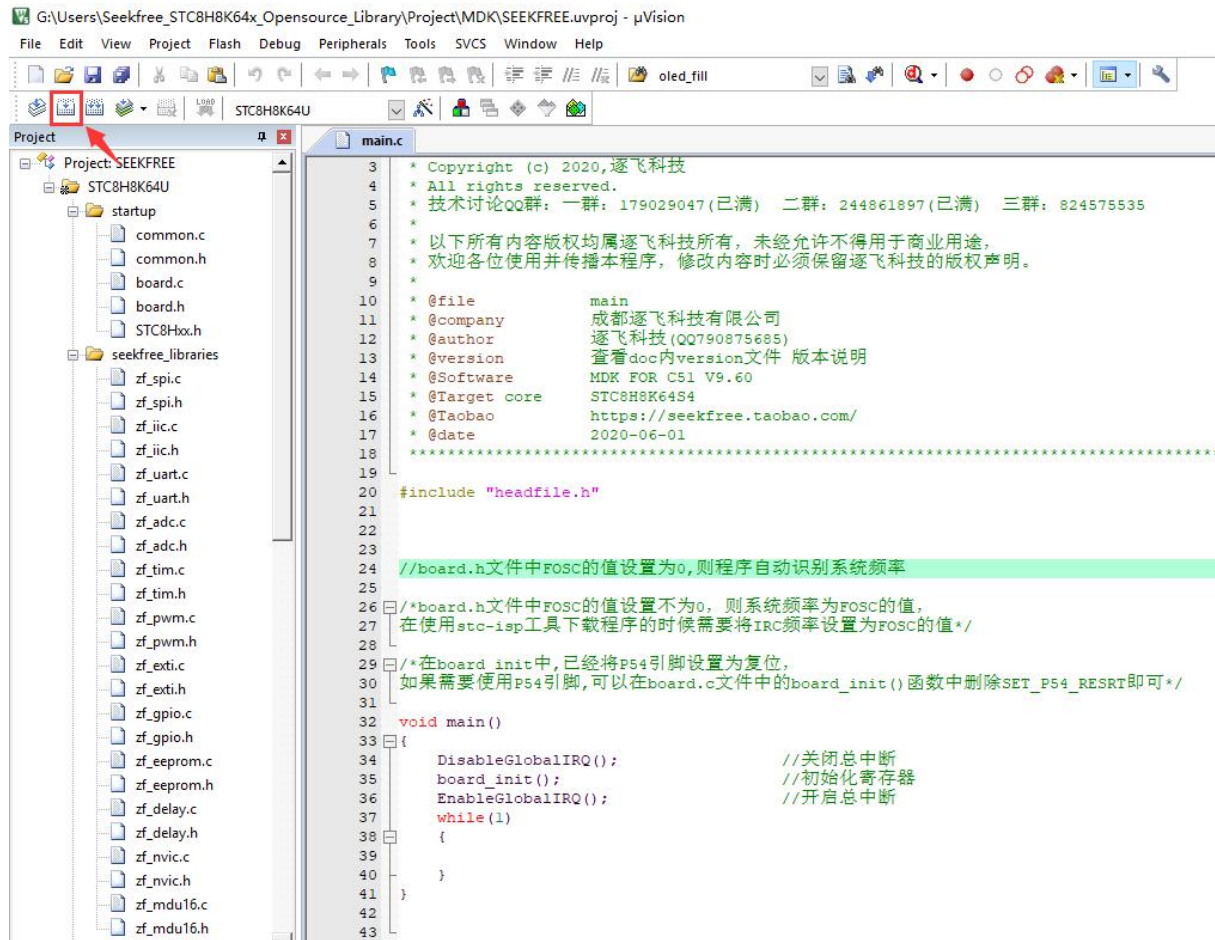 G:\Users\Seekfree_STC8H8K64x_Opensource_Library\Project\MDK\SEEKFREE.uvproj - µVision
File Edit View Project Flash Debug Peripherals Tools SVCS Window Help
oled_fill
LOAD STC8H8K64U
Project
main.c
Project: SEEKFREE
STC8H8K64U
startup
common.c
common.h
board.c
board.h
STC8Hxx.h
seekfree_libraries
zf_spi.c
zf_spi.h
zf_iic.c
zf_iic.h
zf_uart.c
zf_uart.h
zf_adc.c
zf_adc.h
zf_tim.c
zf_tim.h
zf_pwm.c
zf_pwm.h
zf_exti.c
zf_exti.h
zf_gpio.c
zf_gpio.h
zf_eeprom.c
zf_eeprom.h
zf_delay.c
zf_delay.h
zf_nvic.c
zf_nvic.h
zf_mdu16.c
zf_mdu16.h
3 * Copyright (c) 2020,逐飞科技
4 * All rights reserved.
5 * 技术讨论QQ群：一群：179029047(已满) 二群：244861897(已满) 三群：824575535
6 *
7 * 以下所有内容版权均属逐飞科技所有，未经允许不得用于商业用途，
8 * 欢迎各位使用并传播本程序，修改内容时必须保留逐飞科技的版权声明。
9 *
10 * @file main
11 * @company 成都逐飞科技有限公司
12 * @author 逐飞科技(QQ790875685)
13 * @version 查看doc内version文件 版本说明
14 * @Software MDK FOR C51 V9.60
15 * @Target core STC8H8K64S4
16 * @Taobao https://seekfree.taobao.com/
17 * @date 2020-06-01
18 *************************************************************************************
19
20 #include "headfile.h"
21
22
23
24 //board.h文件中FOSC的值设置为0,则程序自动识别系统频率
25
26 /*board.h文件中FOSC的值设置不为0，则系统频率为FOSC的值，
27 在使用stc-isp工具下载程序的时候需要将IRC频率设置为FOSC的值*/
28
29 /*在board_init中,已经将P54引脚设置为复位，
30 如果需要使用P54引脚,可以在board.c文件中的board_init()函数中删除SET_P54_RESRT即可*/
31
32 void main()
33 {
34 DisableGlobalIRQ(); //关闭总中断
35 board_init(); //初始化寄存器
36 EnableGlobalIRQ(); //开启总中断
37 while(1)
38 {
39
40 }
41 }
42
43